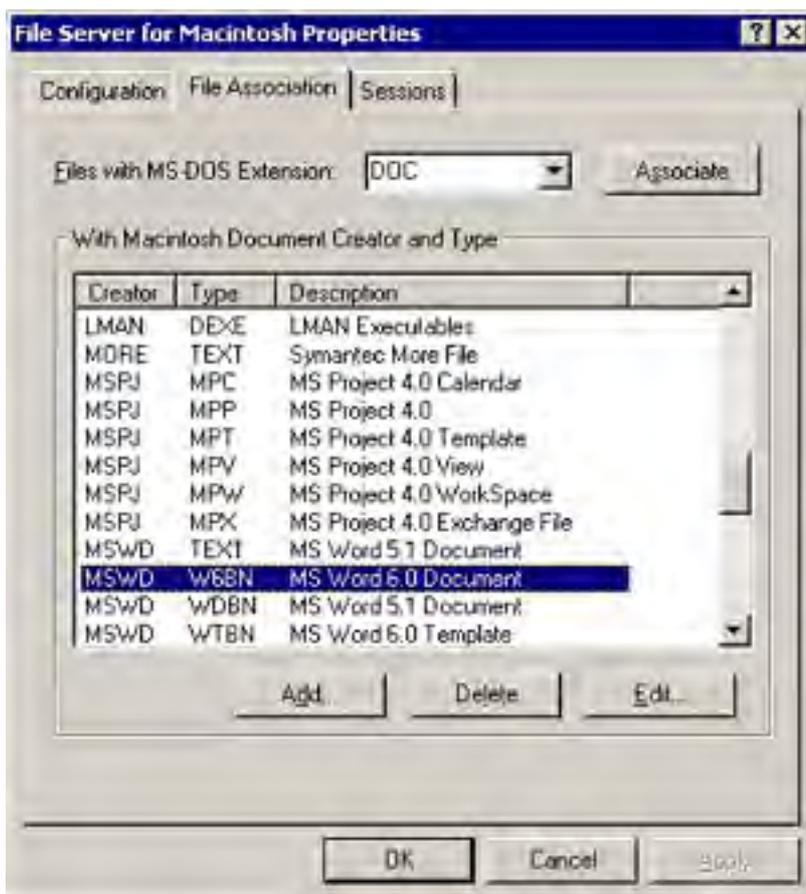 File Server for Macintosh Properties
Configuration File Association Sessions
Files with MS-DOS Extension: DOC Associate
With Macintosh Document Creator and Type
Creator Type Description
LMAN DEXE LMAN Executables
MORE TEXT Symantec More File
MSPJ MPC MS Project 4.0 Calendar
MSPJ MPP MS Project 4.0
MSPJ MPT MS Project 4.0 Template
MSPJ MPV MS Project 4.0 View
MSPJ MPW MS Project 4.0 WorkSpace
MSPJ MPX MS Project 4.0 Exchange File
MSWD TEXT MS Word 5.1 Document
MSWD W6BN MS Word 6.0 Document
MSWD WDBN MS Word 5.1 Document
MSWD WTBN MS Word 6.0 Template
Add... Delete Edit...
OK Cancel Apply